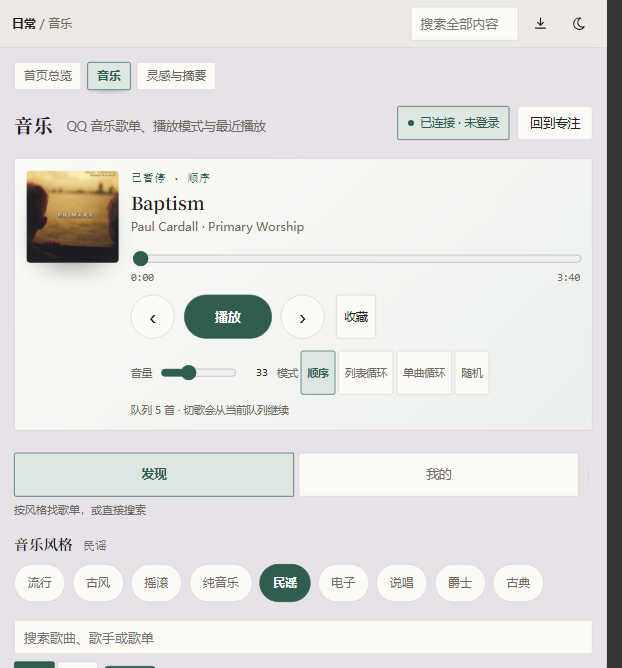 日常 / 音乐
搜索全部内容
首页总览 音乐 灵感与摘要
音乐 QQ 音乐歌单、播放模式与最近播放
已连接 · 未登录 回到专注
已暂停 · 顺序
Baptism
Paul Cardall · Primary Worship
PRIMARY
0:00 3:40
‹ 播放 › 收藏
音量 33 模式 顺序 列表循环 单曲循环 随机
队列 5 首 · 切歌会从当前队列继续
发现 我的
按风格找歌单，或直接搜索
音乐风格 民谣
流行 古风 摇滚 纯音乐 民谣 电子 说唱 爵士 古典
搜索歌曲、歌手或歌单